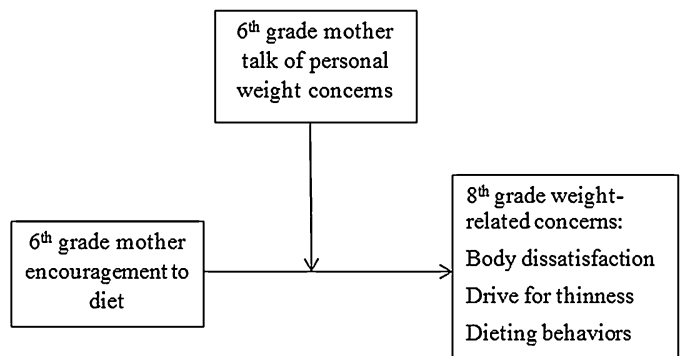 6th grade mother
talk of personal
weight concerns
6th grade mother
encouragement to
diet
8th grade weight-
related concerns:
Body dissatisfaction
Drive for thinness
Dieting behaviors